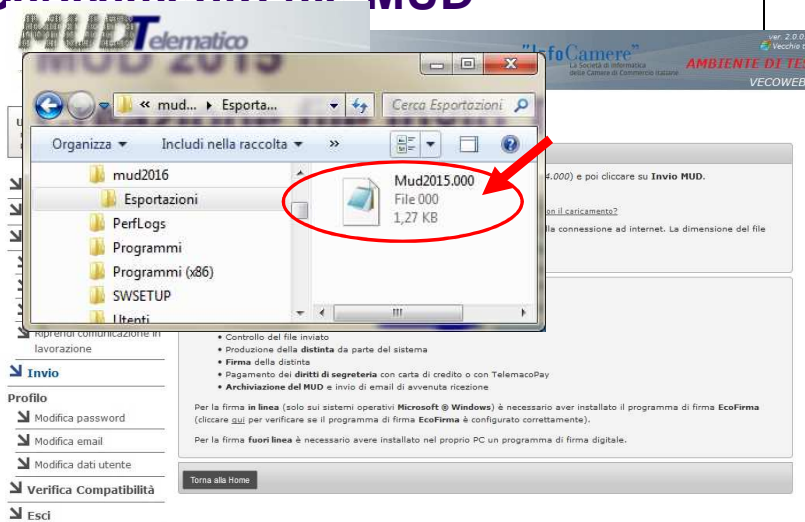 MUD
Telematico
MUD 2015
"InfoCamere"
La Società di Informatica
delle Camere di Commercio Italiane
ver. 2.0.0
Vecchio
AMBIENTE DI TES
VECOWEB
« mud... ▸ Esporta...
Cerca Esportazioni
Organizza
Includi nella raccolta
»
mud2016
Esportazioni
PerfLogs
Programmi
Programmi (x86)
SWSETUP
Utenti
Mud2015.000
File 000
1,27 KB
4.000) e poi cliccare su Invio MUD.
on il caricamento?
la connessione ad internet. La dimensione del file
Riprendi comunicazione in
lavorazione
Invio
Profilo
Modifica password
Modifica email
Modifica dati utente
Verifica Compatibilità
Esci
• Controllo del file inviato
• Produzione della distinta da parte del sistema
• Firma della distinta
• Pagamento dei diritti di segreteria con carta di credito o con TelemacoPay
• Archiviazione del MUD e invio di email di avvenuta ricezione
Per la firma in linea (solo sui sistemi operativi Microsoft ® Windows) è necessario aver installato il programma di firma EcoFirma
(cliccare qui per verificare se il programma di firma EcoFirma è configurato correttamente).
Per la firma fuori linea è necessario avere installato nel proprio PC un programma di firma digitale.
Torna alla Home